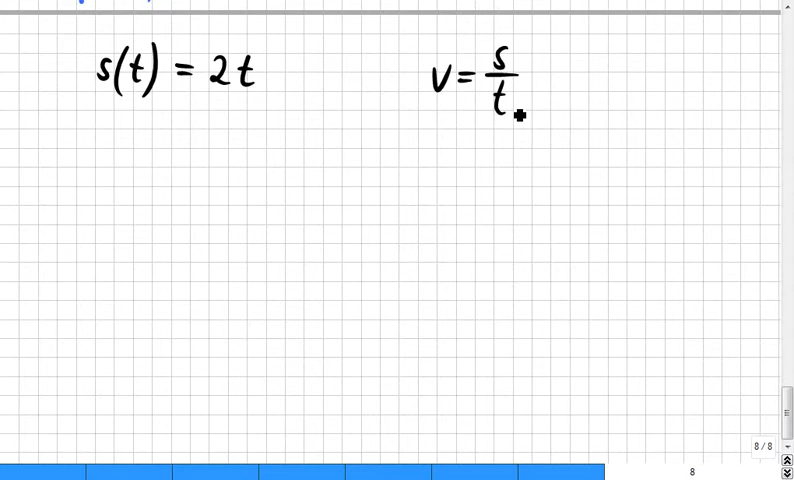 s(t) = 2t
v = s/t
8/8
8